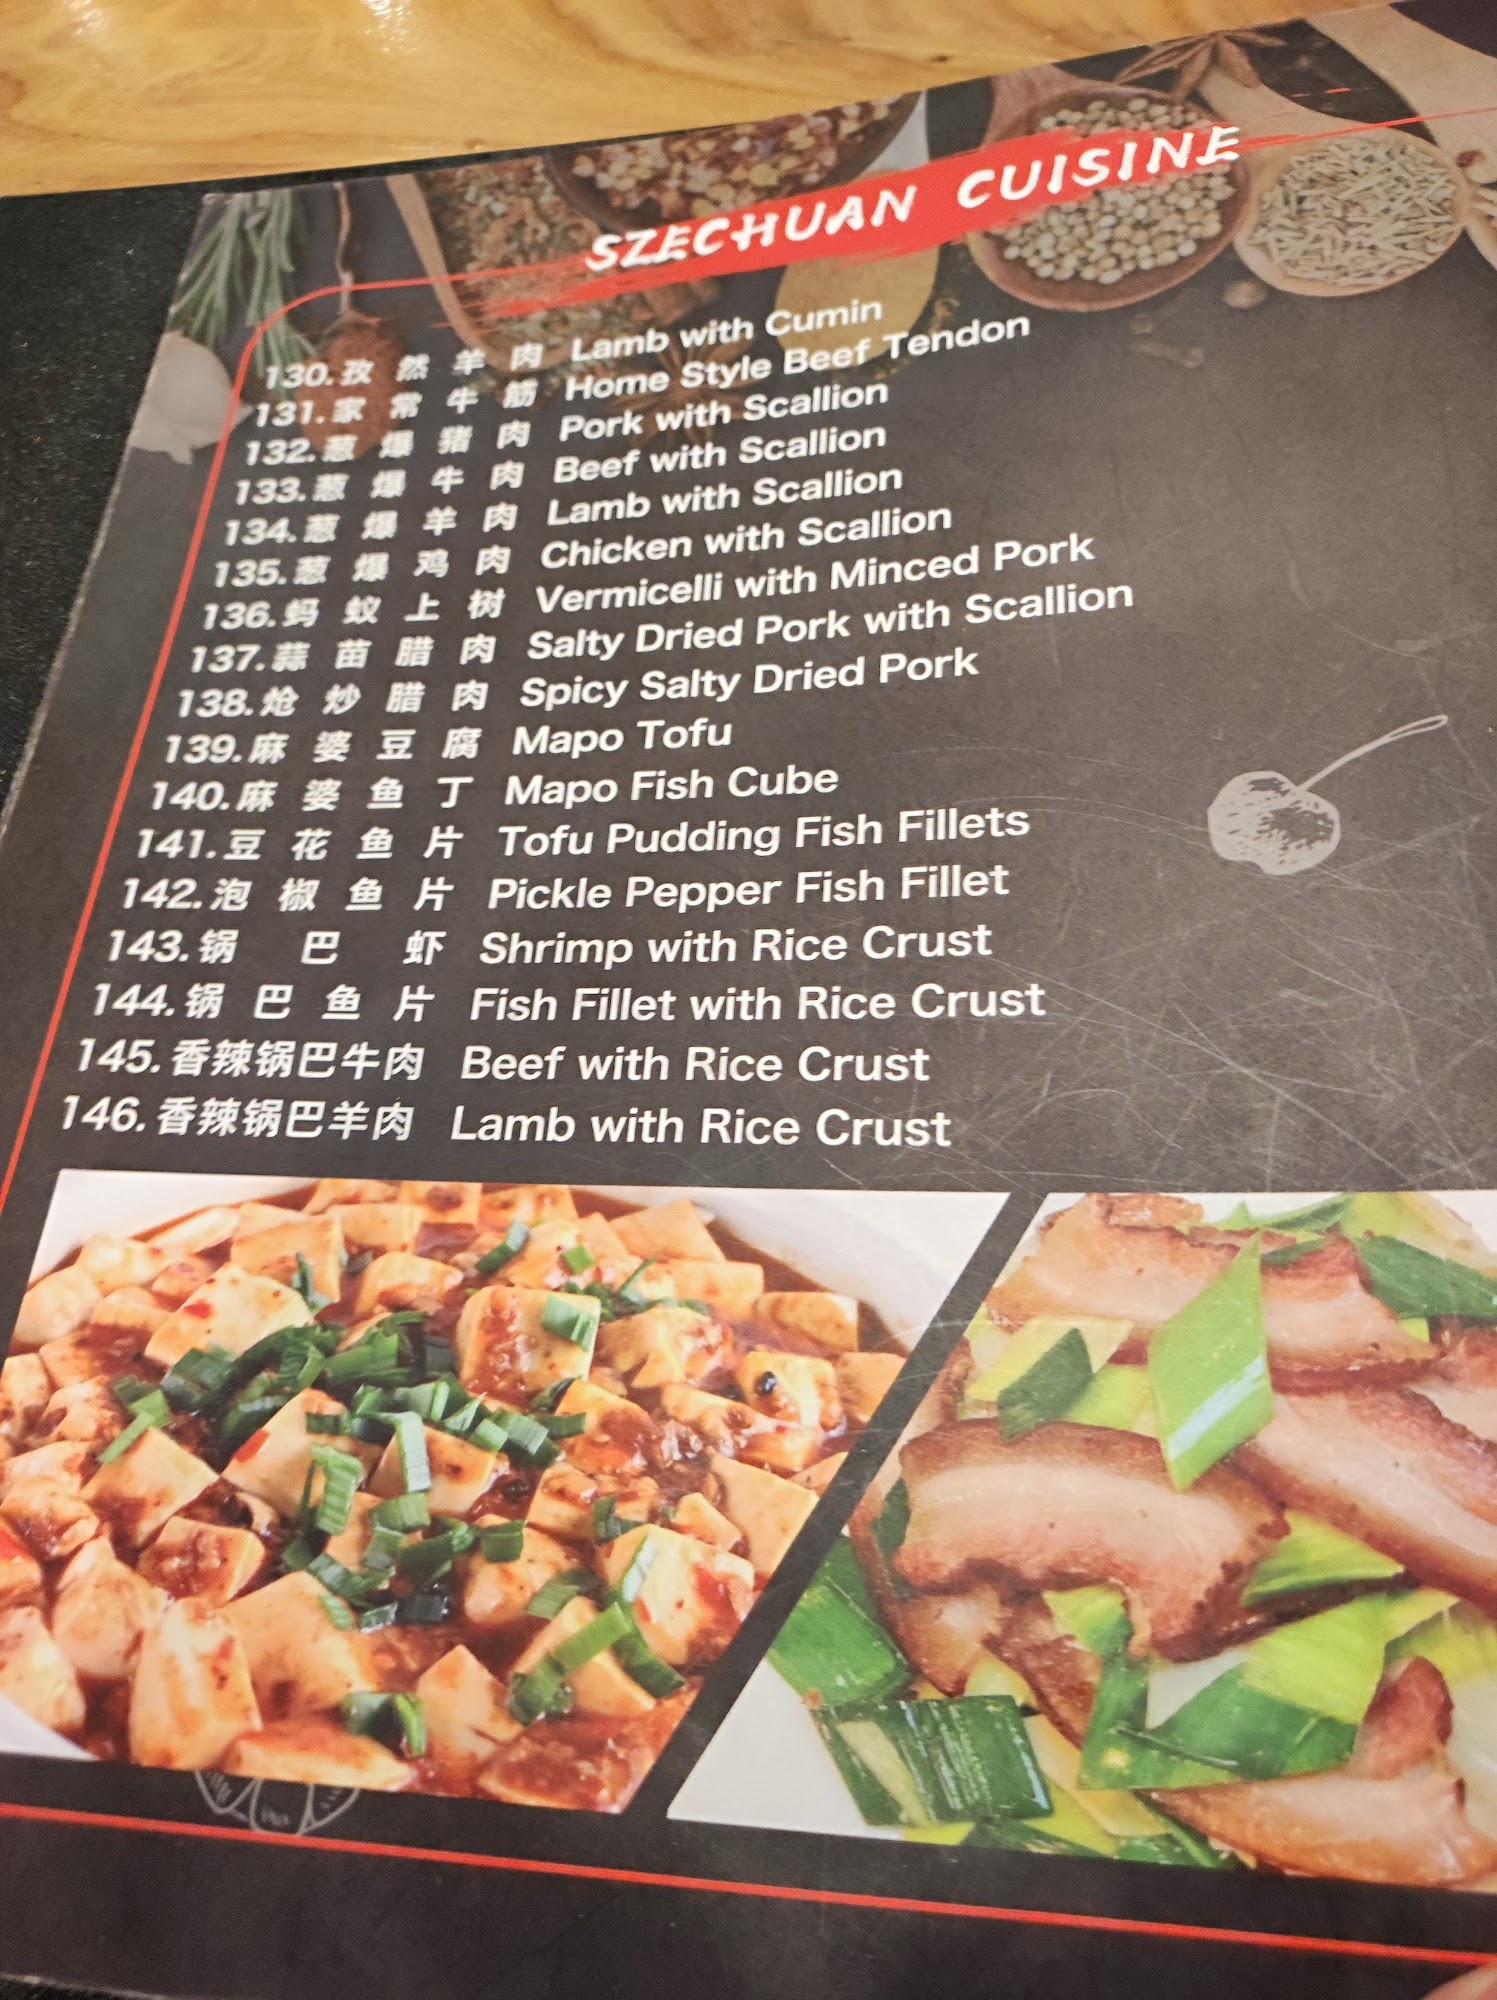 SZECHUAN CUISINE
130. 孜然羊肉 Lamb with Cumin
131. 家常牛筋 Home Style Beef Tendon
132. 葱爆猪肉 Pork with Scallion
133. 葱爆牛肉 Beef with Scallion
134. 葱爆羊肉 Lamb with Scallion
135. 葱爆鸡肉 Chicken with Scallion
136. 蚂蚁上树 Vermicelli with Minced Pork
137. 蒜苗腊肉 Salty Dried Pork with Scallion
138. 炝炒腊肉 Spicy Salty Dried Pork
139. 麻婆豆腐 Mapo Tofu
140. 麻婆鱼丁 Mapo Fish Cube
141. 豆花鱼片 Tofu Pudding Fish Fillets
142. 泡椒鱼片 Pickle Pepper Fish Fillet
143. 锅巴虾 Shrimp with Rice Crust
144. 锅巴鱼片 Fish Fillet with Rice Crust
145. 香辣锅巴牛肉 Beef with Rice Crust
146. 香辣锅巴羊肉 Lamb with Rice Crust